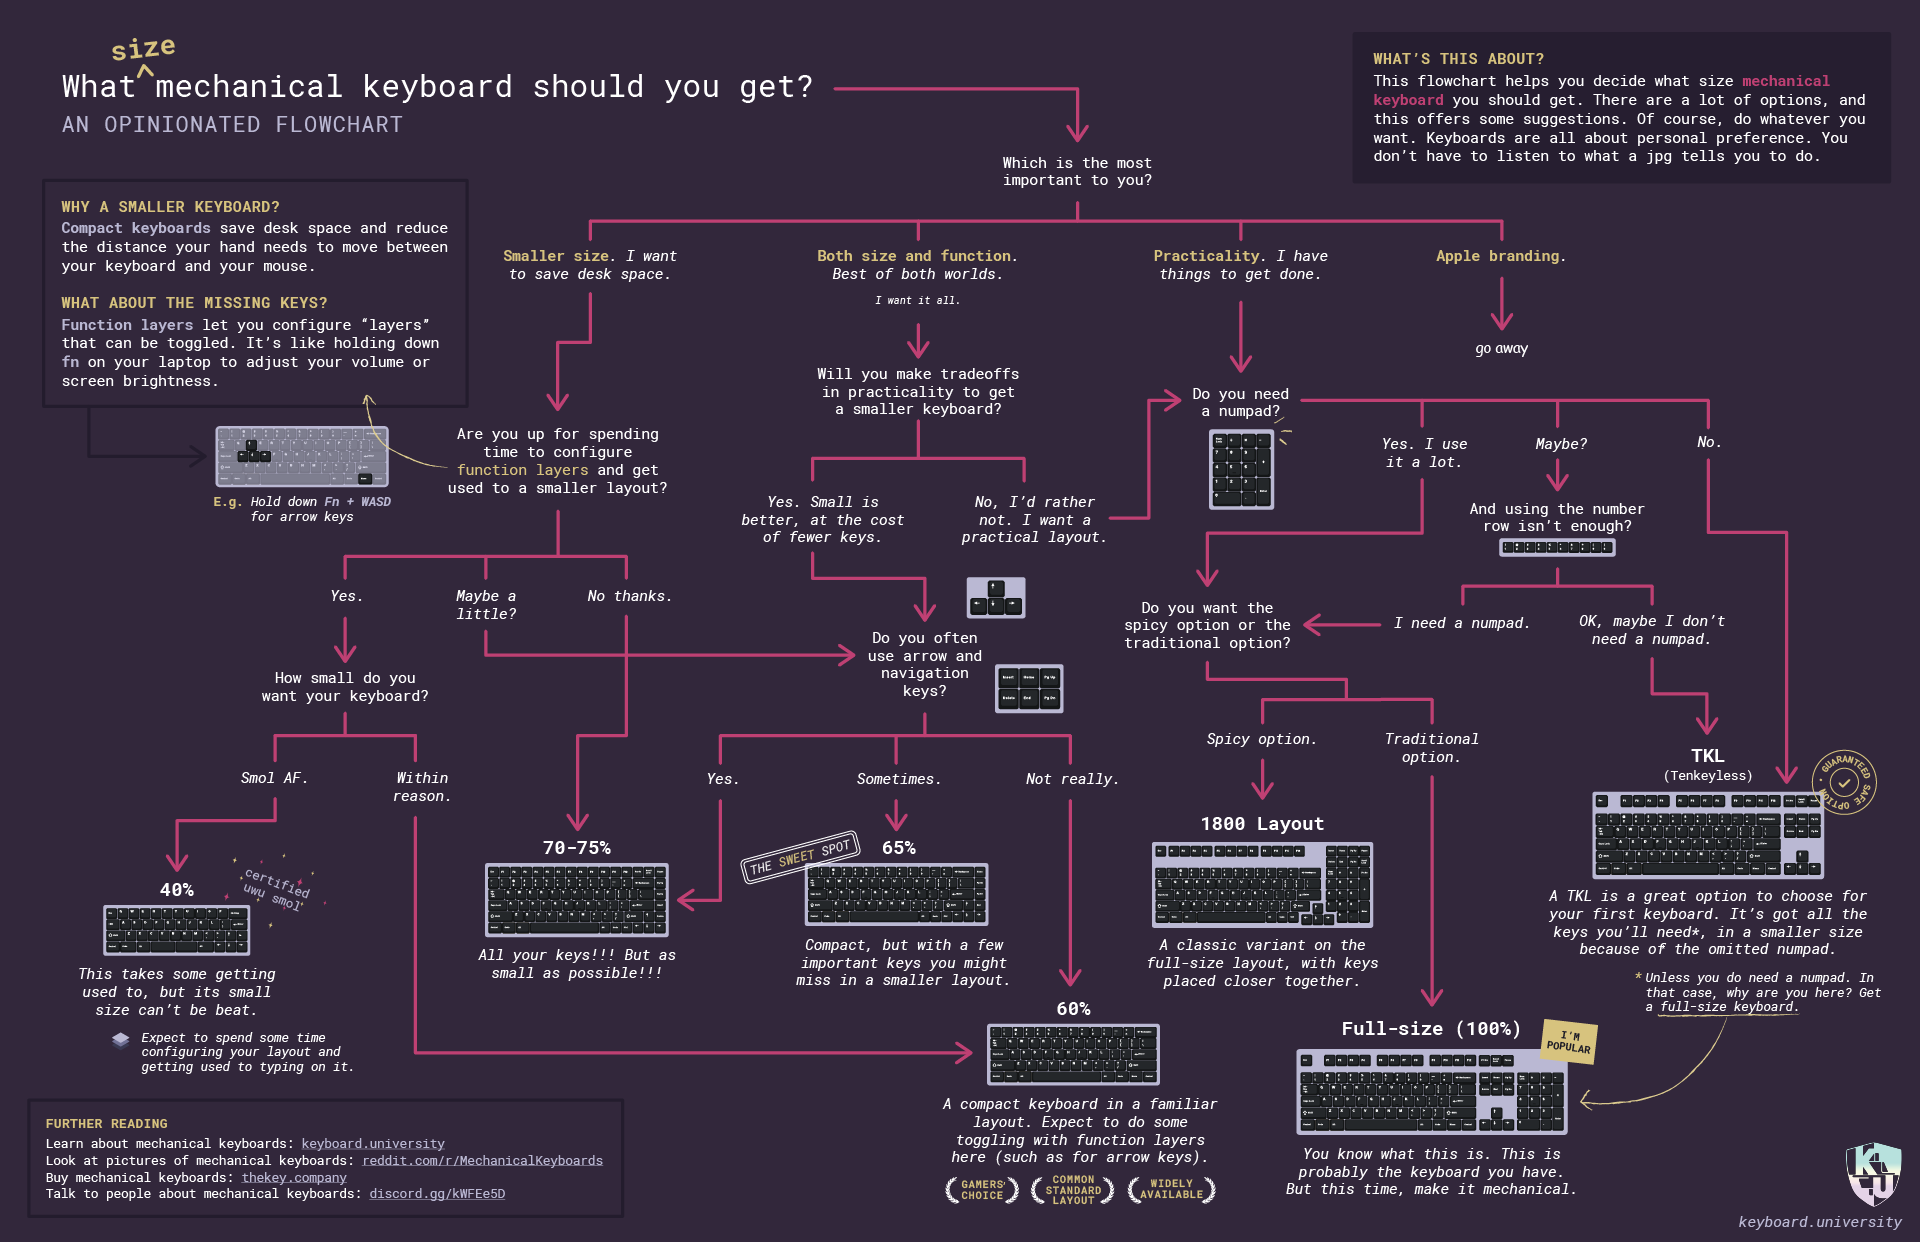 size
What mechanical keyboard should you get?
AN OPINIONATED FLOWCHART
WHAT'S THIS ABOUT?
This flowchart helps you decide what size mechanical
keyboard you should get. There are a lot of options, and
this offers some suggestions. Of course, do whatever you
want. Keyboards are all about personal preference. You
don't have to listen to what a jpg tells you to do.
WHY A SMALLER KEYBOARD?
Compact keyboards save desk space and reduce
the distance your hand needs to move between
your keyboard and your mouse.
WHAT ABOUT THE MISSING KEYS?
Function layers let you configure “layers”
that can be toggled. It's like holding down
fn on your laptop to adjust your volume or
screen brightness.
E.g. Hold down Fn + WASD
for arrow keys
Which is the most
important to you?
Smaller size. I want
to save desk space.
Both size and function.
Best of both worlds.
I want it all.
Practicality. I have
things to get done.
Apple branding.
go away
Are you up for spending
time to configure
function layers and get
used to a smaller layout?
Will you make tradeoffs
in practicality to get
a smaller keyboard?
Do you need
a numpad?
Yes. I use
it a lot.
Maybe?
No.
Yes. Small is
better, at the cost
of fewer keys.
No, I'd rather
not. I want a
practical layout.
And using the number
row isn't enough?
Yes.
Maybe a
little?
No thanks.
Do you want the
spicy option or the
traditional option?
I need a numpad.
OK, maybe I don't
need a numpad.
How small do you
want your keyboard?
Do you often
use arrow and
navigation
keys?
Insert Home Pg Up
Delete End Pg Dn
Smol AF.
Within
reason.
Yes.
Sometimes.
Not really.
Spicy option.
Traditional
option.
TKL
(Tenkeyless)
GUARANTEED SAFE OPTION
A TKL is a great option to choose for
your first keyboard. It's got all the
keys you'll need*, in a smaller size
because of the omitted numpad.
* Unless you do need a numpad. In
that case, why are you here? Get
a full-size keyboard.
40%
certified
uwu smol
This takes some getting
used to, but its small
size can't be beat.
Expect to spend some time
configuring your layout and
getting used to typing on it.
70-75%
All your keys!!! But as
small as possible!!!
THE SWEET SPOT
65%
Compact, but with a few
important keys you might
miss in a smaller layout.
1800 Layout
A classic variant on the
full-size layout, with keys
placed closer together.
60%
A compact keyboard in a familiar
layout. Expect to do some
toggling with function layers
here (such as for arrow keys).
GAMERS'
CHOICE
COMMON
STANDARD
LAYOUT
WIDELY
AVAILABLE
Full-size (100%)
I'M
POPULAR
You know what this is. This is
probably the keyboard you have.
But this time, make it mechanical.
FURTHER READING
Learn about mechanical keyboards: keyboard.university
Look at pictures of mechanical keyboards: reddit.com/r/MechanicalKeyboards
Buy mechanical keyboards: thekey.company
Talk to people about mechanical keyboards: discord.gg/kWFEe5D
KBU
keyboard.university